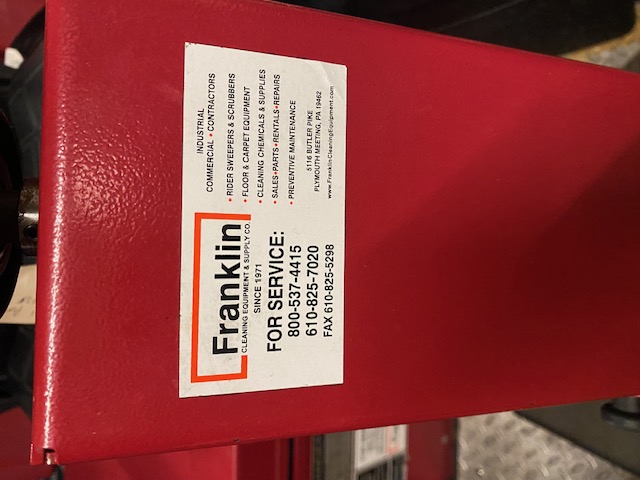 Franklin
CLEANING EQUIPMENT & SUPPLY CO.
SINCE 1971
FOR SERVICE:
800-537-4415
610-825-7020
FAX 610-825-5298
INDUSTRIAL
COMMERCIAL • CONTRACTORS
• RIDER SWEEPERS & SCRUBBERS
• FLOOR & CARPET EQUIPMENT
• CLEANING CHEMICALS & SUPPLIES
• SALES•PARTS•RENTALS•REPAIRS
• PREVENTIVE MAINTENANCE
5116 BUTLER PIKE
PLYMOUTH MEETING, PA 19462
www.FranklinCleaningEquipment.com